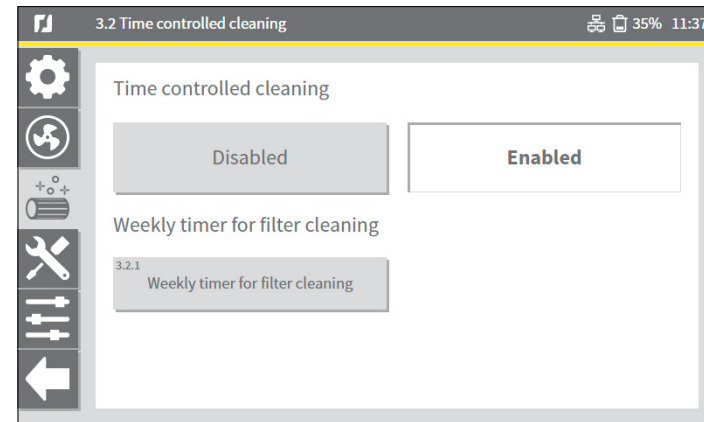 3.2 Time controlled cleaning 35% 11:37
Time controlled cleaning
Disabled Enabled
Weekly timer for filter cleaning
3.2.1
Weekly timer for filter cleaning